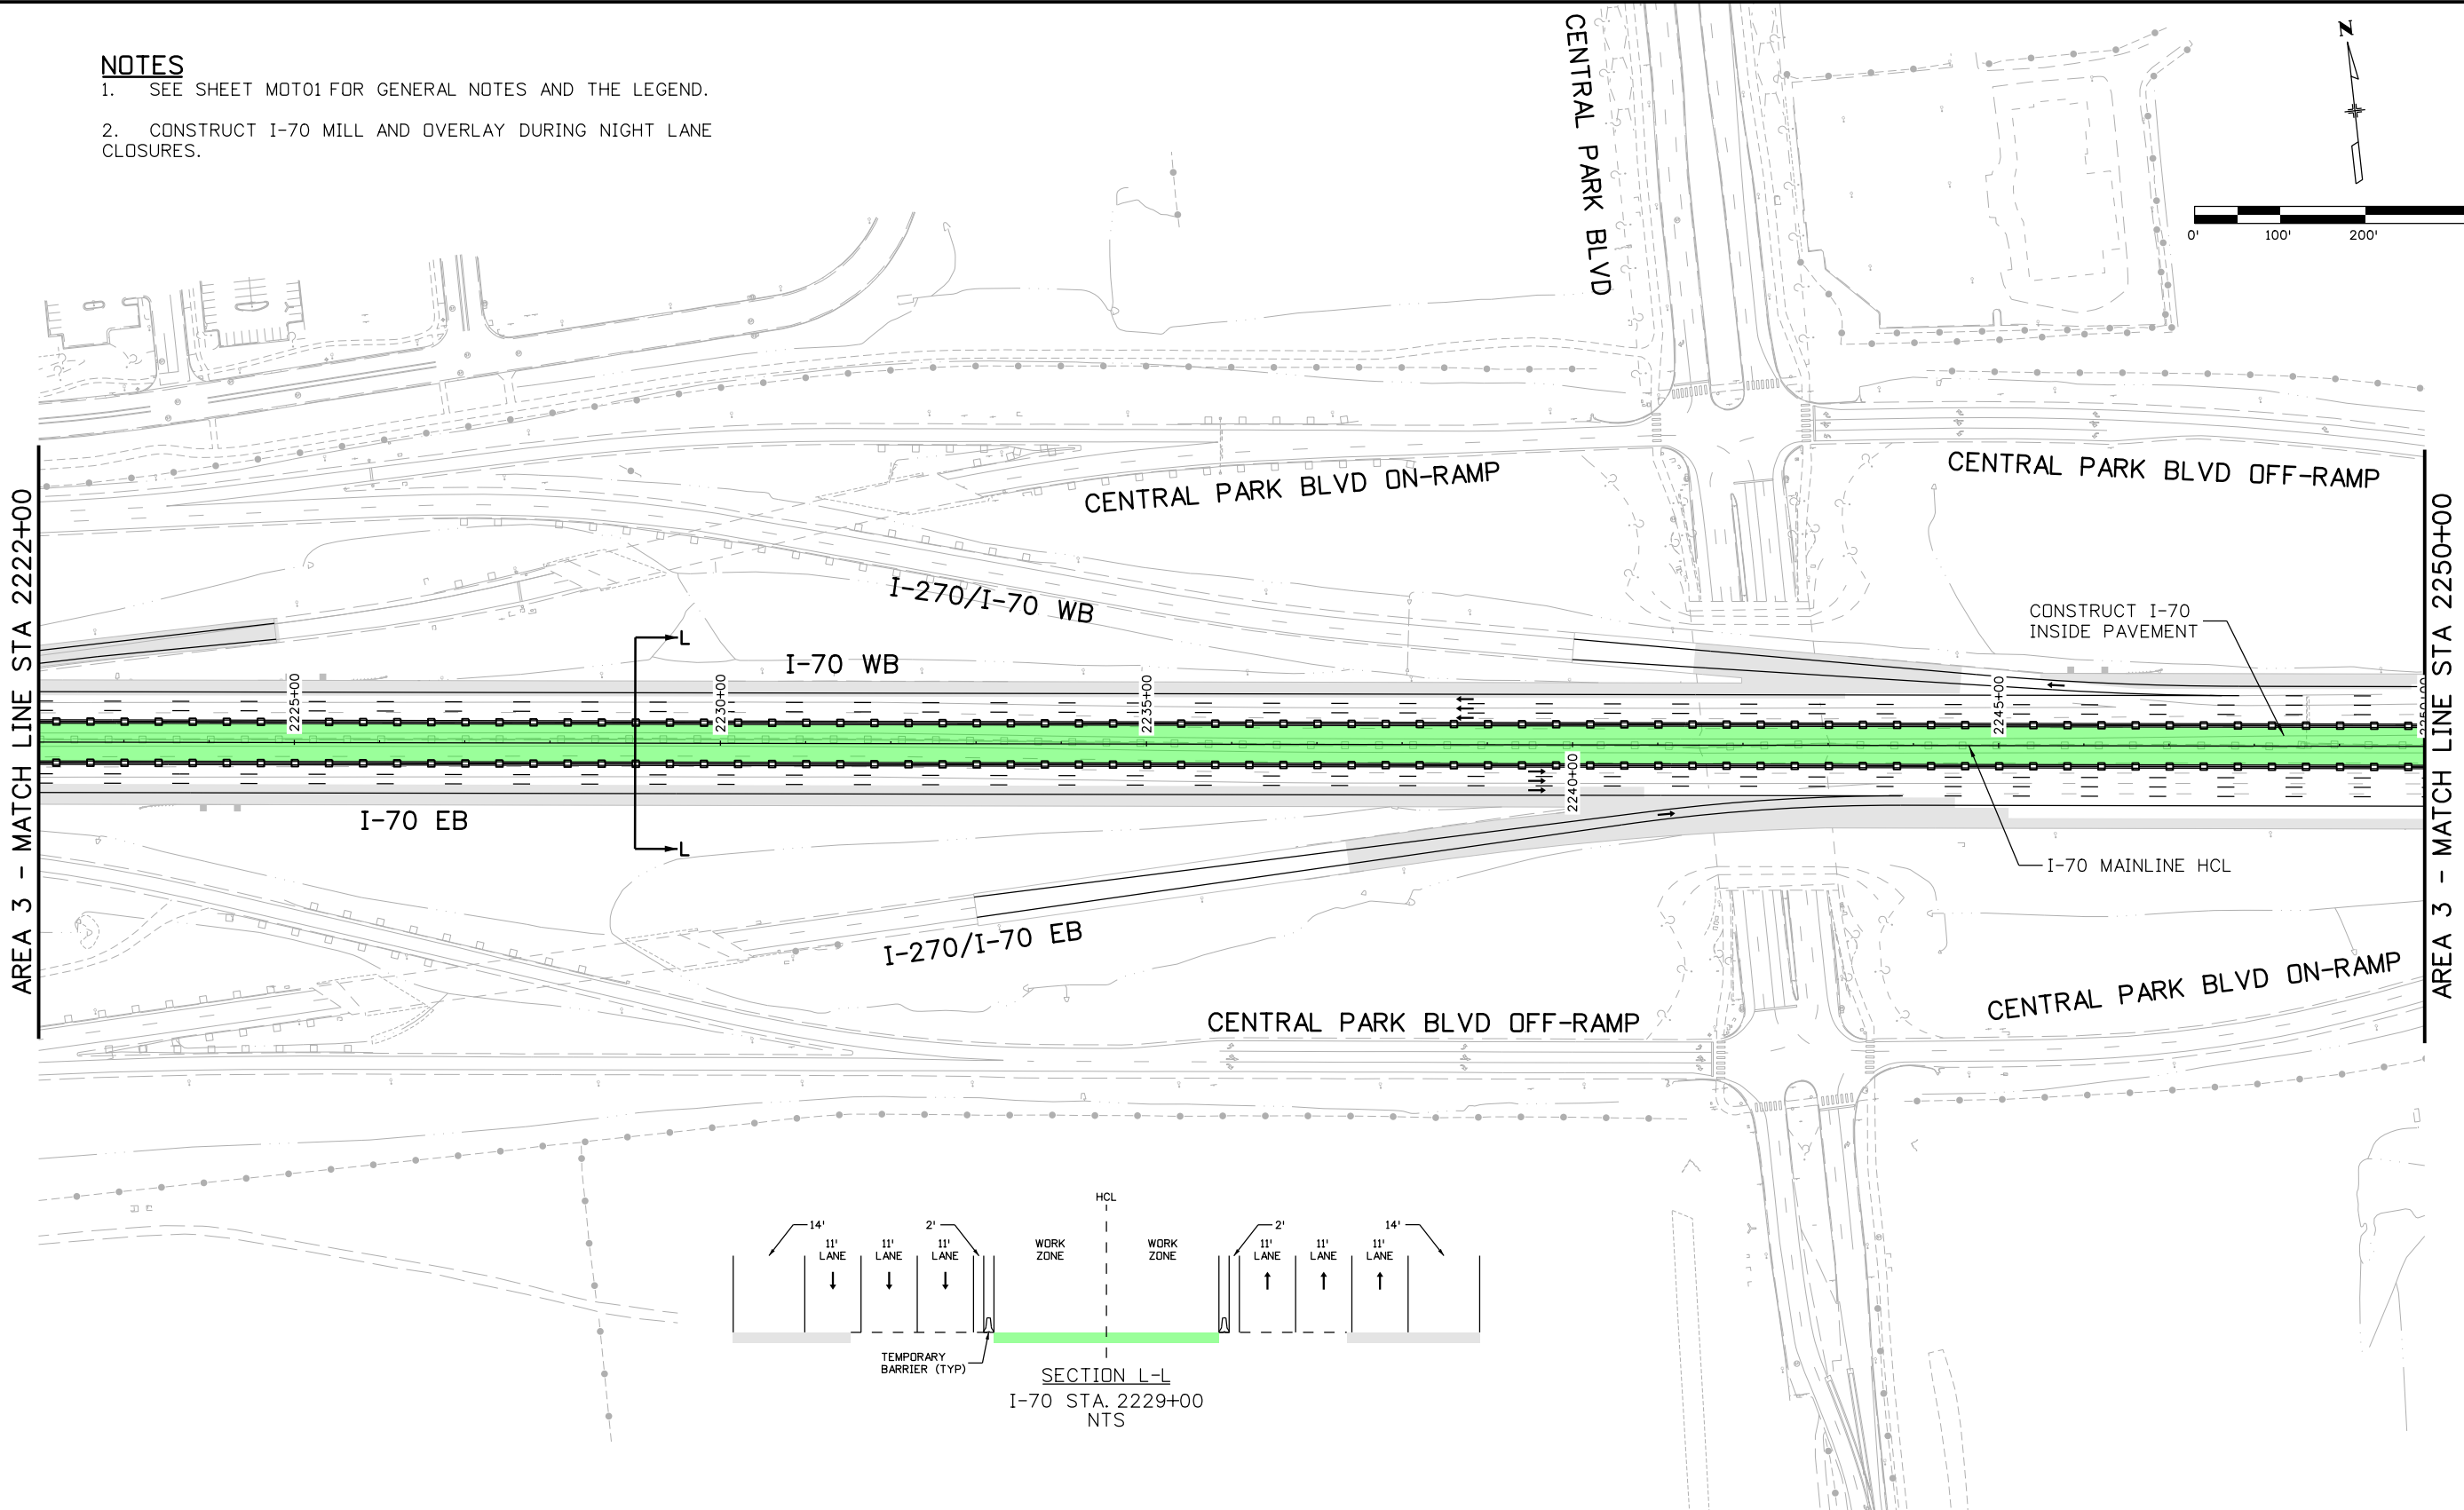 NOTES
1. SEE SHEET MOT01 FOR GENERAL NOTES AND THE LEGEND.
2. CONSTRUCT I-70 MILL AND OVERLAY DURING NIGHT LANE
CLOSURES.
CENTRAL PARK BLVD
N
0' 100' 200'
CENTRAL PARK BLVD ON-RAMP
CENTRAL PARK BLVD OFF-RAMP
AREA 3 - MATCH LINE STA 2222+00
AREA 3 - MATCH LINE STA 2250+00
I-270/I-70 WB
CONSTRUCT I-70
INSIDE PAVEMENT
L
I-70 WB
2225+00
2230+00
2235+00
2240+00
2245+00
I-70 EB
L
I-70 MAINLINE HCL
I-270/I-70 EB
CENTRAL PARK BLVD ON-RAMP
CENTRAL PARK BLVD OFF-RAMP
HCL
14' 2' 2' 14'
11' 11' 11' WORK WORK 11' 11' 11'
LANE LANE LANE ZONE ZONE LANE LANE LANE
TEMPORARY
BARRIER (TYP)
SECTION L-L
I-70 STA. 2229+00
NTS